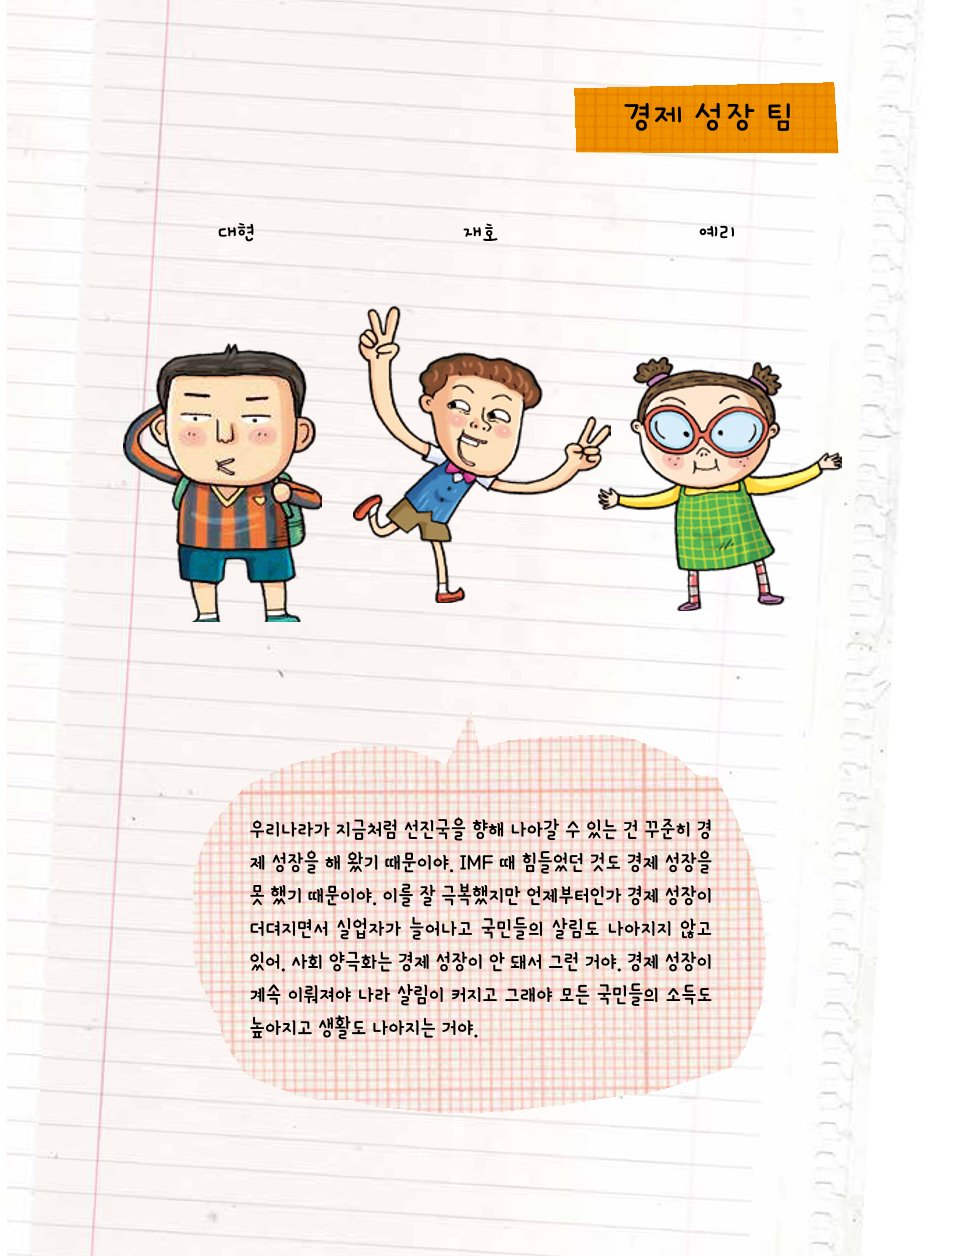 경제 성장 팀
대현 재호 예리
우리나라가 지금처럼 선진국을 향해 나아갈 수 있는 건 꾸준히 경
제 성장을 해 왔기 때문이야. IMF 때 힘들었던 것도 경제 성장을
못 했기 때문이야. 이를 잘 극복했지만 언제부터인가 경제 성장이
더뎌지면서 실업자가 늘어나고 국민들의 살림도 나아지지 않고
있어. 사회 양극화는 경제 성장이 안 돼서 그런 거야. 경제 성장이
계속 이뤄져야 나라 살림이 커지고 그래야 모든 국민들의 소득도
높아지고 생활도 나아지는 거야.